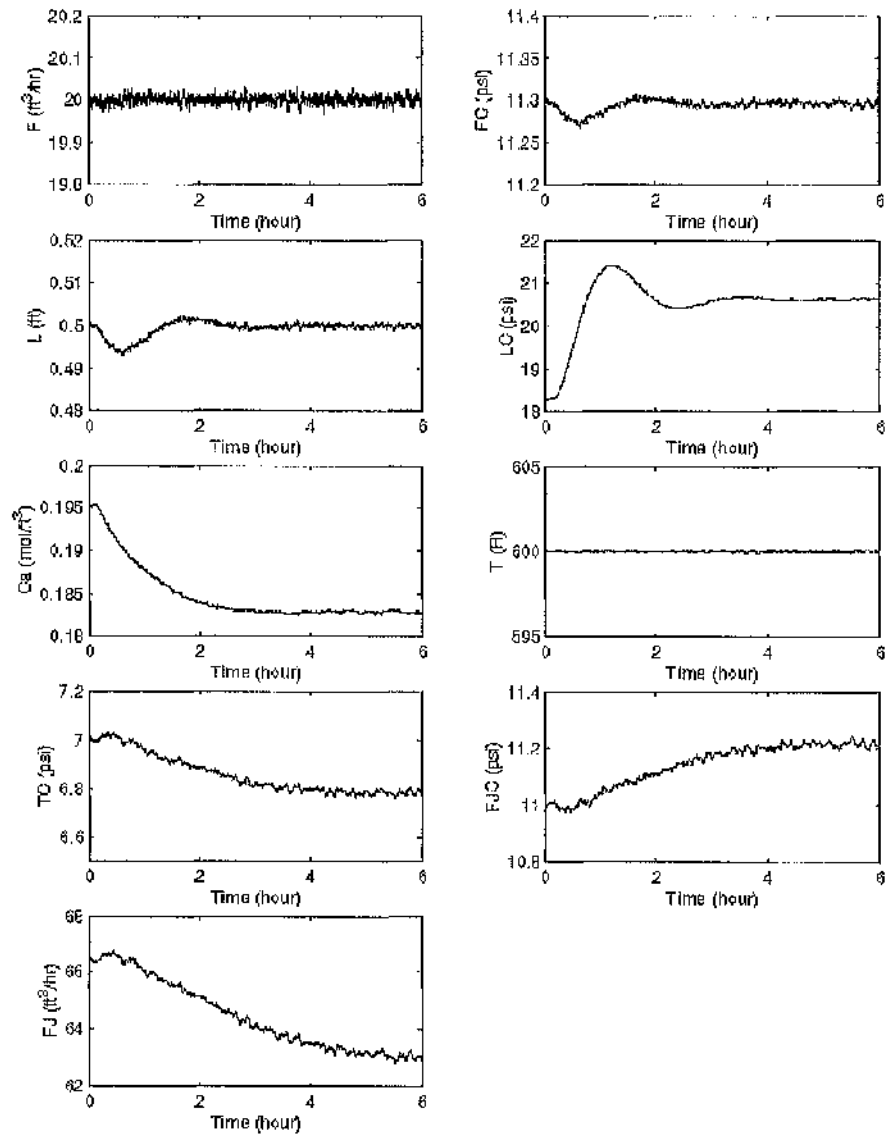 20.2
20.1
20
19.9
19.8
F (ft³/hr)
0 2 4 6
Time (hour)
11.4
11.35
11.3
11.25
11.2
FC (psi)
0 2 4 6
Time (hour)
0.52
0.51
0.5
0.49
0.48
L (ft)
0 2 4 6
Time (hour)
22
21
20
19
18
LC (psi)
0 2 4 6
Time (hour)
0.2
0.195
0.19
0.185
0.18
Ca (mol/ft³)
0 2 4 6
Time (hour)
605
600
595
T (R)
0 2 4 6
Time (hour)
7.2
7
6.8
6.6
TC (psi)
0 2 4 6
Time (hour)
11.4
11.2
11
10.8
FJC (psi)
0 2 4 6
Time (hour)
68
66
64
62
FJ (ft³/hr)
0 2 4 6
Time (hour)